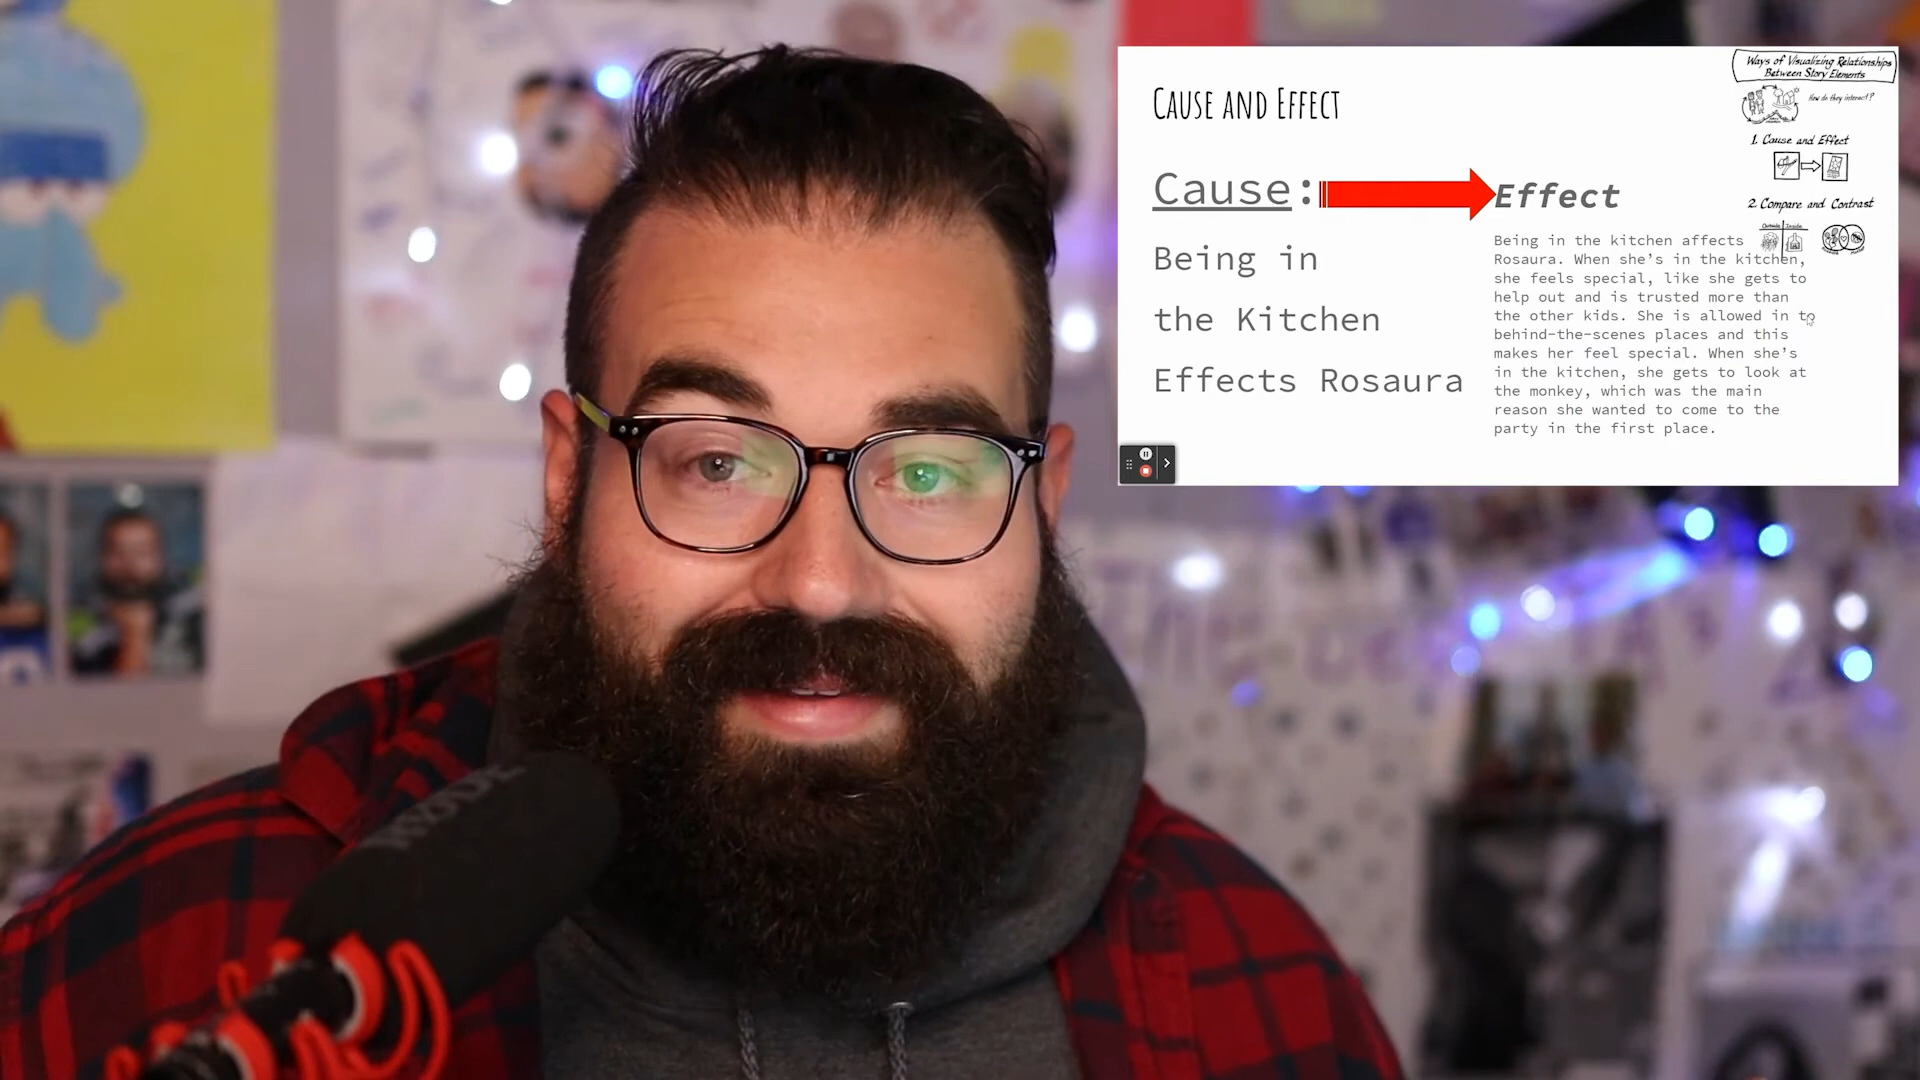 Cause and Effect
Cause:
Being in
the Kitchen
Effects Rosaura
Effect
Being in the kitchen affects
Rosaura. When she's in the kitchen,
she feels special, like she gets to
help out and is trusted more than
the other kids. She is allowed in to
behind-the-scenes places and this
makes her feel special. When she's
in the kitchen, she gets to look at
the monkey, which was the main
reason she wanted to come to the
party in the first place.
Ways of Visualizing Relationships
Between Story Elements
How do they interact?
1. Cause and Effect
2. Compare and Contrast